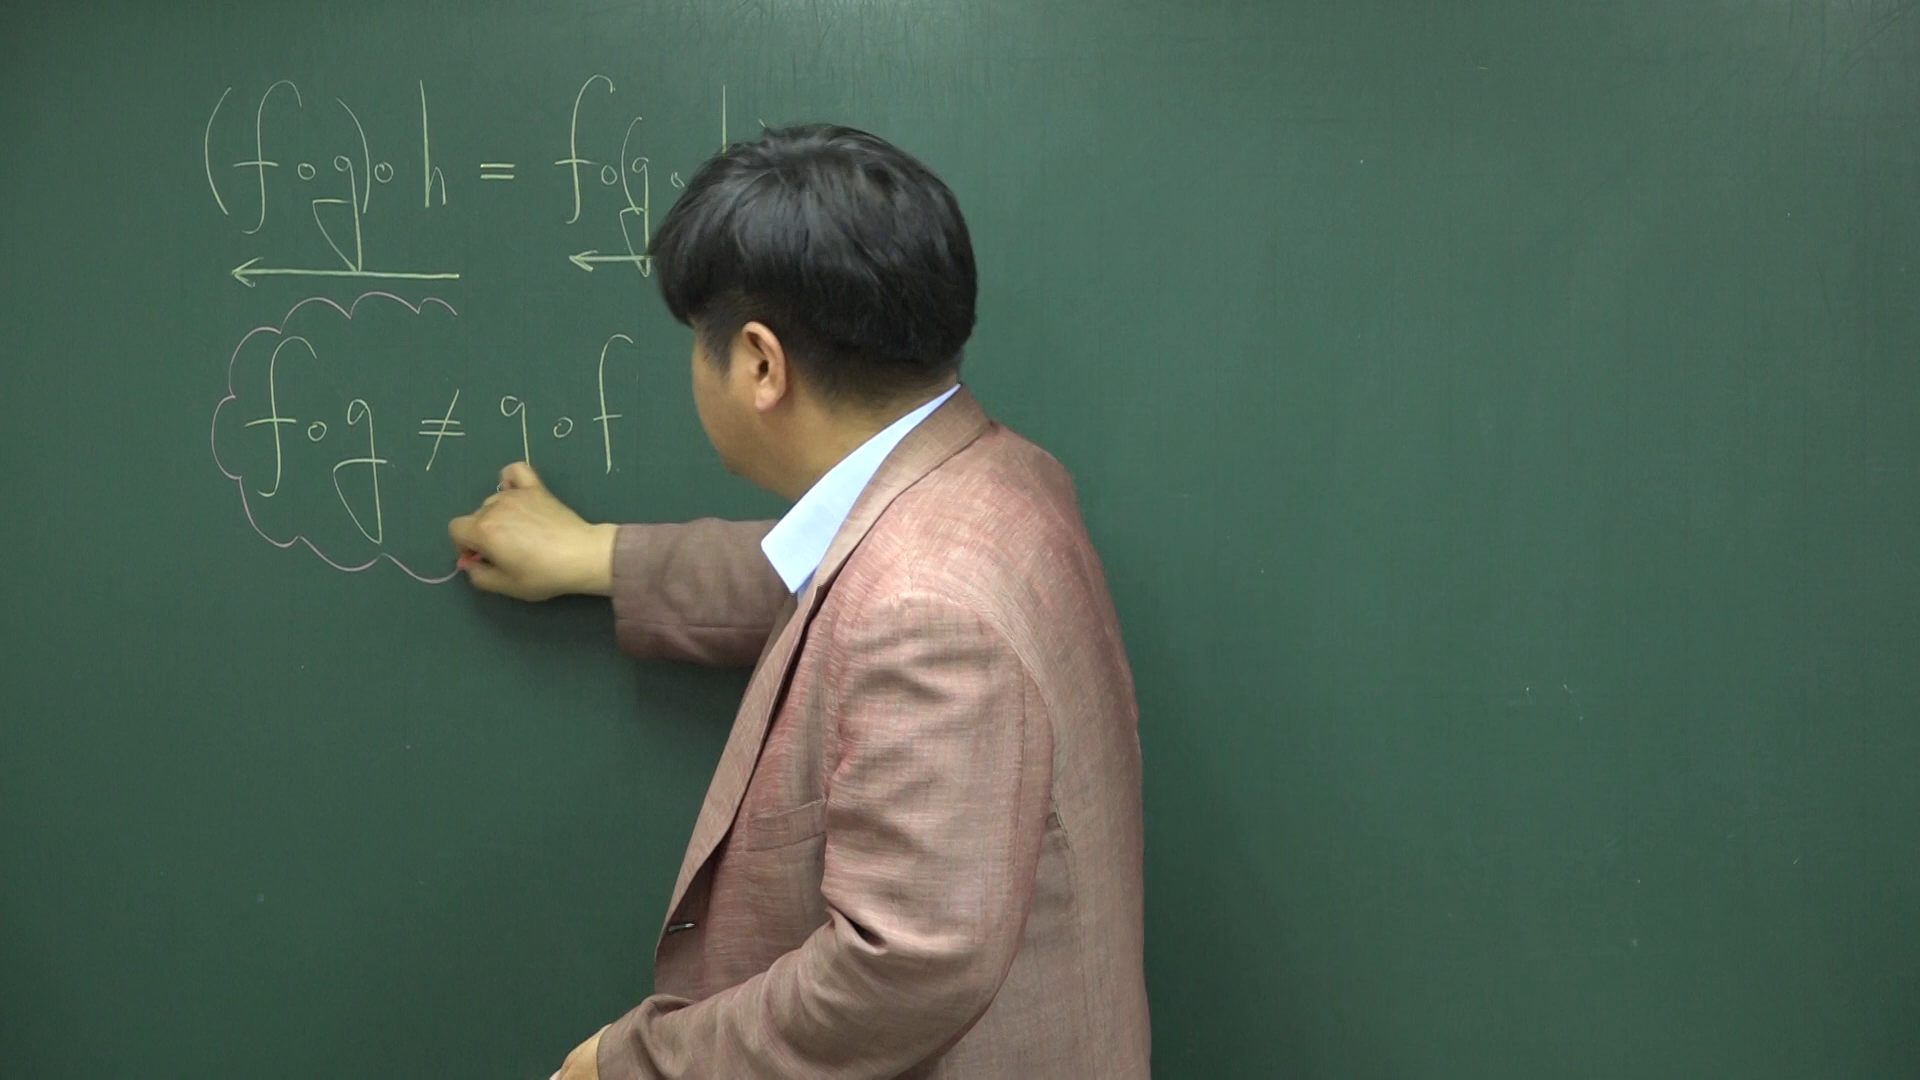 (f∘g)∘h = f∘(g∘
f∘g ≠ g∘f